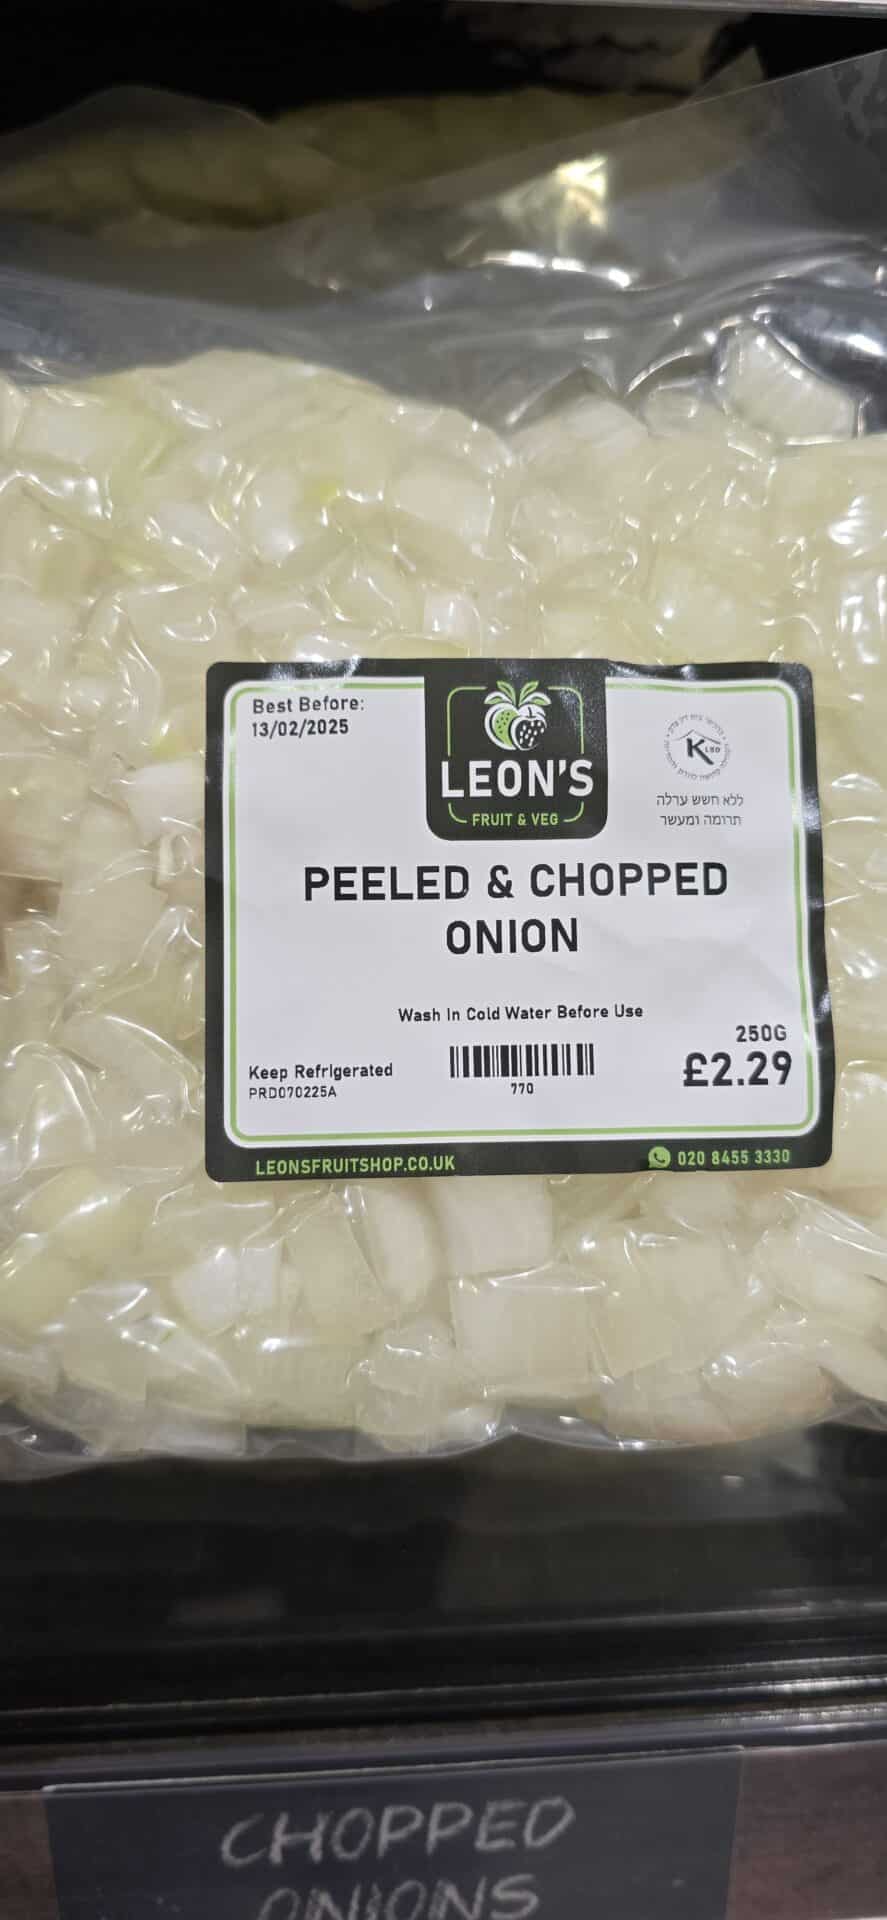 Best Before:
13/02/2025
LEON'S
FRUIT & VEG
K LBD
ללא חשש ערלה
תרומה ומעשר
PEELED & CHOPPED
ONION
Wash In Cold Water Before Use
250G
£2.29
Keep Refrigerated
PRD070225A
770
LEONSFRUITSHOP.CO.UK
020 8455 3330
CHOPPED
ONIONS